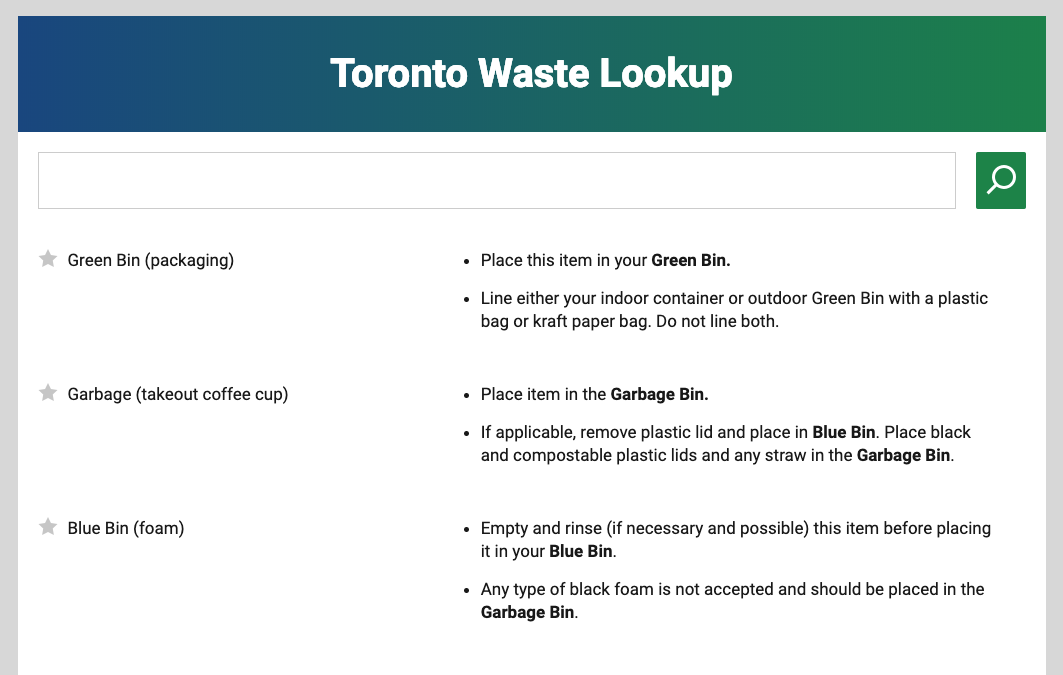 Toronto Waste Lookup
Green Bin (packaging)
Place this item in your Green Bin.
Line either your indoor container or outdoor Green Bin with a plastic
bag or kraft paper bag. Do not line both.
Garbage (takeout coffee cup)
Place item in the Garbage Bin.
If applicable, remove plastic lid and place in Blue Bin. Place black
and compostable plastic lids and any straw in the Garbage Bin.
Blue Bin (foam)
Empty and rinse (if necessary and possible) this item before placing
it in your Blue Bin.
Any type of black foam is not accepted and should be placed in the
Garbage Bin.